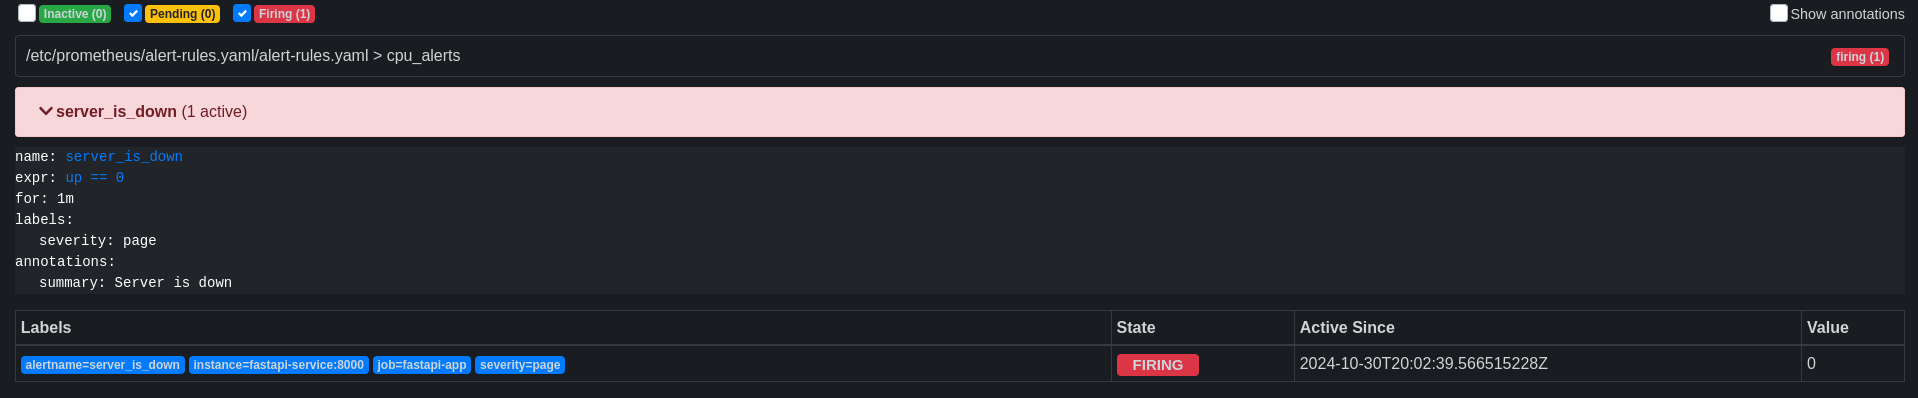 Inactive (0) Pending (0) Firing (1) Show annotations
/etc/prometheus/alert-rules.yaml/alert-rules.yaml > cpu_alerts firing (1)
server_is_down (1 active)
name: server_is_down
expr: up == 0
for: 1m
labels:
severity: page
annotations:
summary: Server is down
Labels State Active Since Value
alertname=server_is_down instance=fastapi-service:8000 job=fastapi-app severity=page FIRING 2024-10-30T20:02:39.566515228Z 0